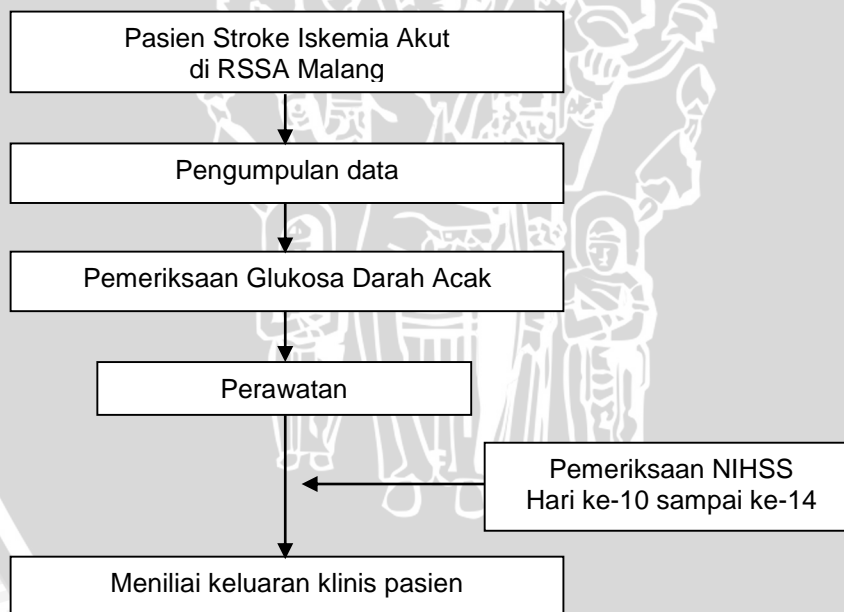 Pasien Stroke Iskemia Akut
di RSSA Malang
Pengumpulan data
Pemeriksaan Glukosa Darah Acak
Perawatan
Pemeriksaan NIHSS
Hari ke-10 sampai ke-14
Meniliai keluaran klinis pasien